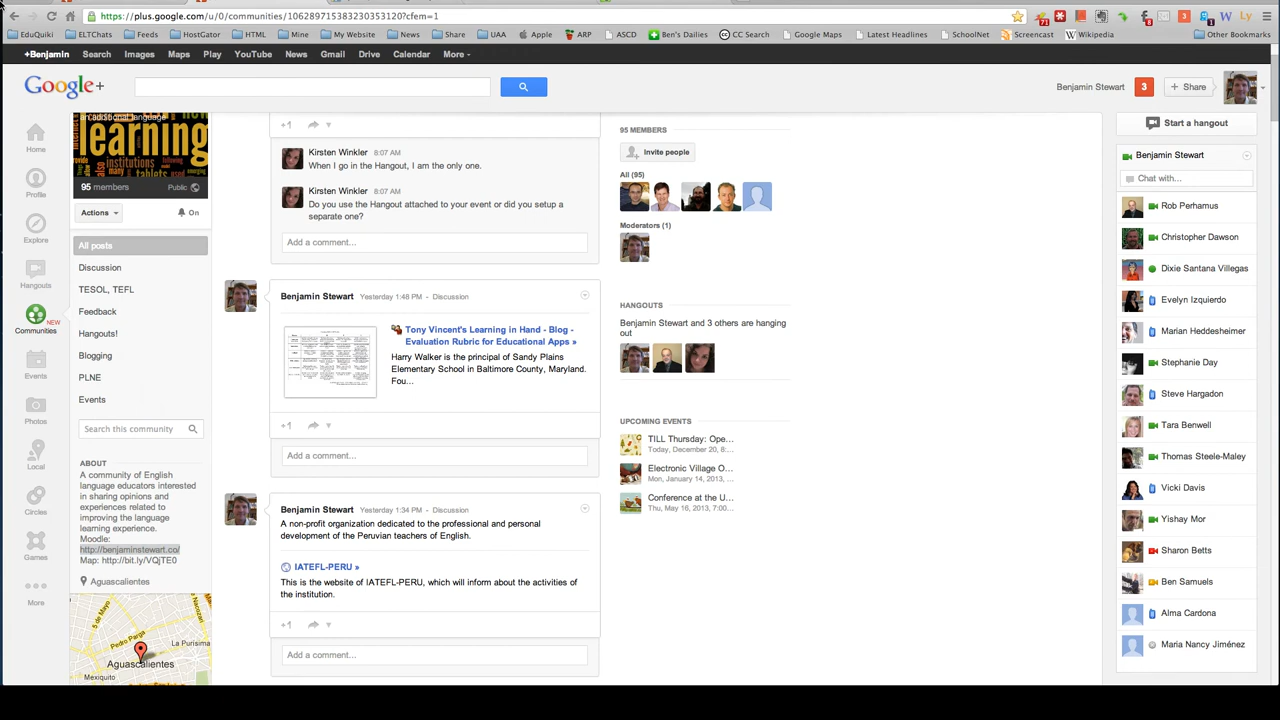 https://plus.google.com/u/0/communities/106289715383230353120?cfem=1
EduQuiki ELTChats Feeds HostGator HTML Mine My Website News Share UAA Apple ARP ASCD Ben's Dailies CC Search Google Maps Latest Headlines SchoolNet Screencast Wikipedia Other Bookmarks
+Benjamin Search Images Maps Play YouTube News Gmail Drive Calendar More
Google+
Benjamin Stewart 3 + Share
Home
Profile
Explore
Hangouts
Communities NEW
Events
Photos
Local
Circles
Games
More
an aditional language
learning
95 members Public
Actions On
All posts
Discussion
TESOL, TEFL
Feedback
Hangouts!
Blogging
PLNE
Events
Search this community
ABOUT
A community of English
language educators interested
in sharing opinions and
experiences related to
improving the language
learning experience.
Moodle:
http://benjaminstewart.co/
Map: http://bit.ly/VQjTE0
Aguascalientes
5 de Mayo
Pedro Parga
La Purísima
Aguascalientes
Mexiquito
+1
Kirsten Winkler 8:07 AM
When I go in the Hangout, I am the only one.
Kirsten Winkler 8:07 AM
Do you use the Hangout attached to your event or did you setup a
separate one?
Add a comment...
Benjamin Stewart Yesterday 1:48 PM - Discussion
Tony Vincent's Learning in Hand - Blog -
Evaluation Rubric for Educational Apps »
Harry Walker is the principal of Sandy Plains
Elementary School in Baltimore County, Maryland.
Fou...
+1
Add a comment...
Benjamin Stewart Yesterday 1:34 PM - Discussion
A non-profit organization dedicated to the professional and personal
development of the Peruvian teachers of English.
IATEFL-PERU »
This is the website of IATEFL-PERU, which will inform about the activities of
the institution.
+1
Add a comment...
95 MEMBERS
Invite people
All (95)
Moderators (1)
HANGOUTS
Benjamin Stewart and 3 others are hanging
out
UPCOMING EVENTS
TILL Thursday: Ope...
Today, December 20, 8:...
Electronic Village O...
Mon, January 14, 2013, ...
Conference at the U...
Thu, May 16, 2013, 7:00...
Start a hangout
Benjamin Stewart
Chat with...
Rob Perhamus
Christopher Dawson
Dixie Santana Villegas
Evelyn Izquierdo
Marian Heddesheimer
Stephanie Day
Steve Hargadon
Tara Benwell
Thomas Steele-Maley
Vicki Davis
Yishay Mor
Sharon Betts
Ben Samuels
Alma Cardona
Maria Nancy Jiménez